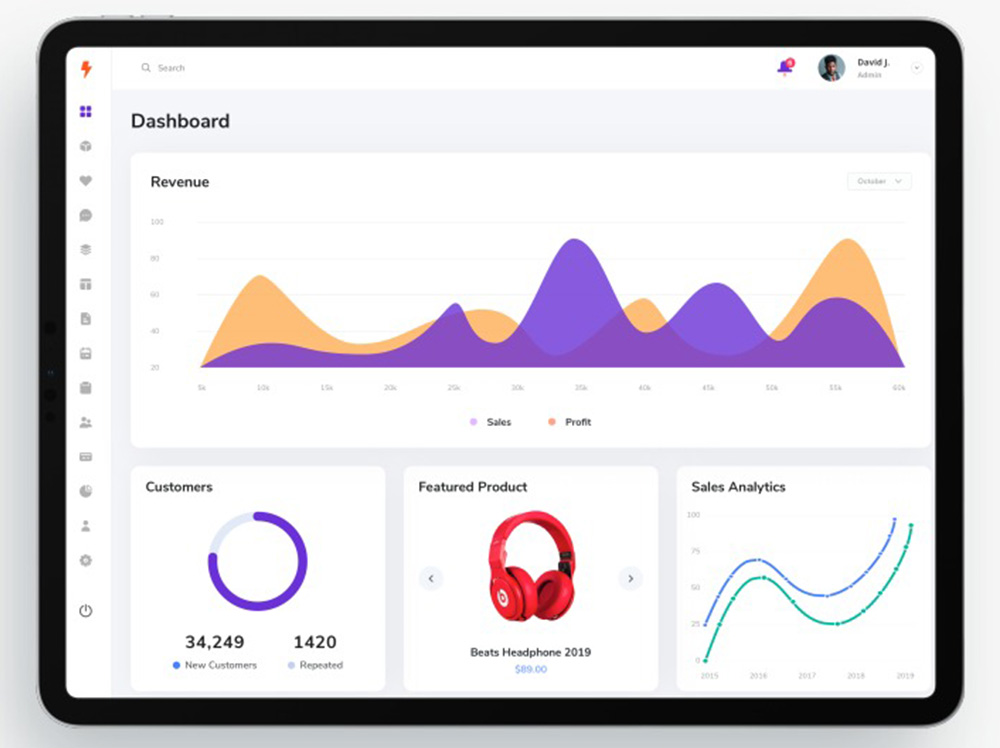 Search
David J.
Admin
Dashboard
Revenue
October
100
80
60
40
20
5k 10k 15k 20k 25k 30k 35k 40k 45k 50k 55k 60k
Sales Profit
Customers
34,249 1420
New Customers Repeated
Featured Product
Beats Headphone 2019
$89.00
Sales Analytics
100
75
50
25
0
2015 2016 2017 2018 2019